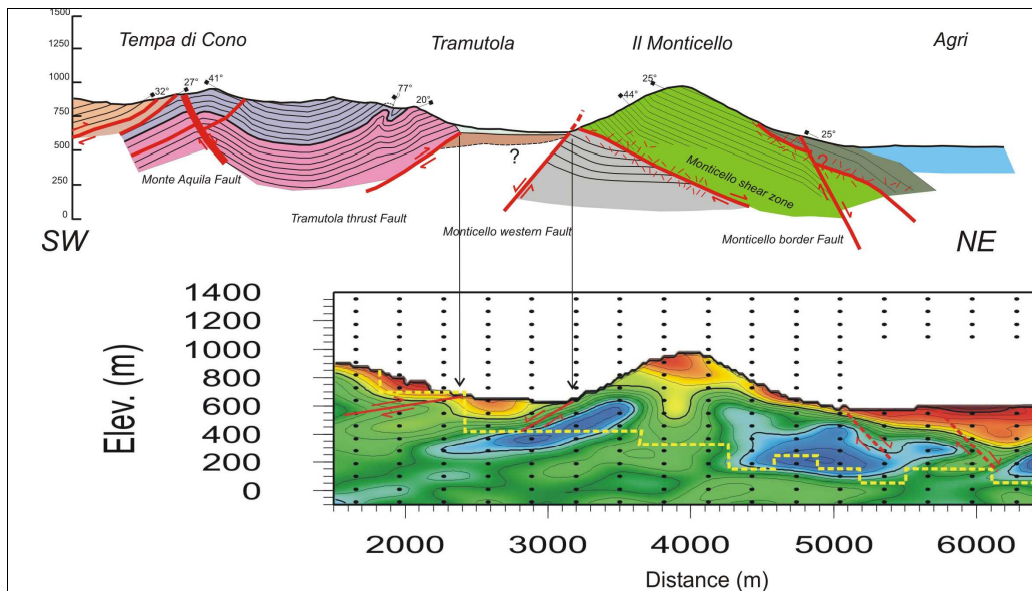 1500
1250
1000
750
500
250
0
Tempa di Cono
Tramutola
Il Monticello
Agri
32°
27°
41°
77°
20°
25°
44°
25°
?
?
Monte Aquila Fault
Tramutola thrust Fault
Monticello western Fault
Monticello shear zone
Monticello border Fault
SW
NE
1400
1200
1000
800
600
400
200
0
Elev. (m)
2000
3000
4000
5000
6000
Distance (m)